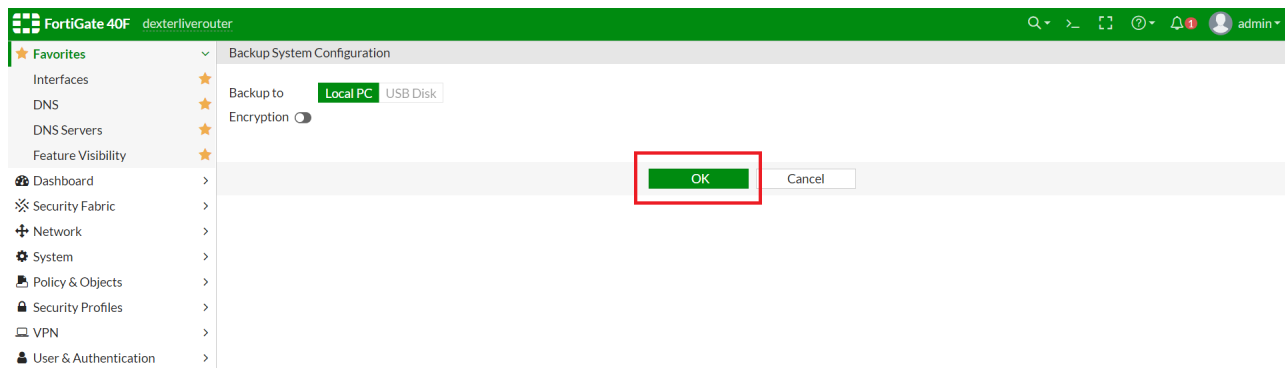 FortiGate 40F dexterliverouter
1 admin
Favorites
Interfaces
DNS
DNS Servers
Feature Visibility
Dashboard
Security Fabric
Network
System
Policy & Objects
Security Profiles
VPN
User & Authentication
Backup System Configuration
Backup to Local PC USB Disk
Encryption
OK Cancel